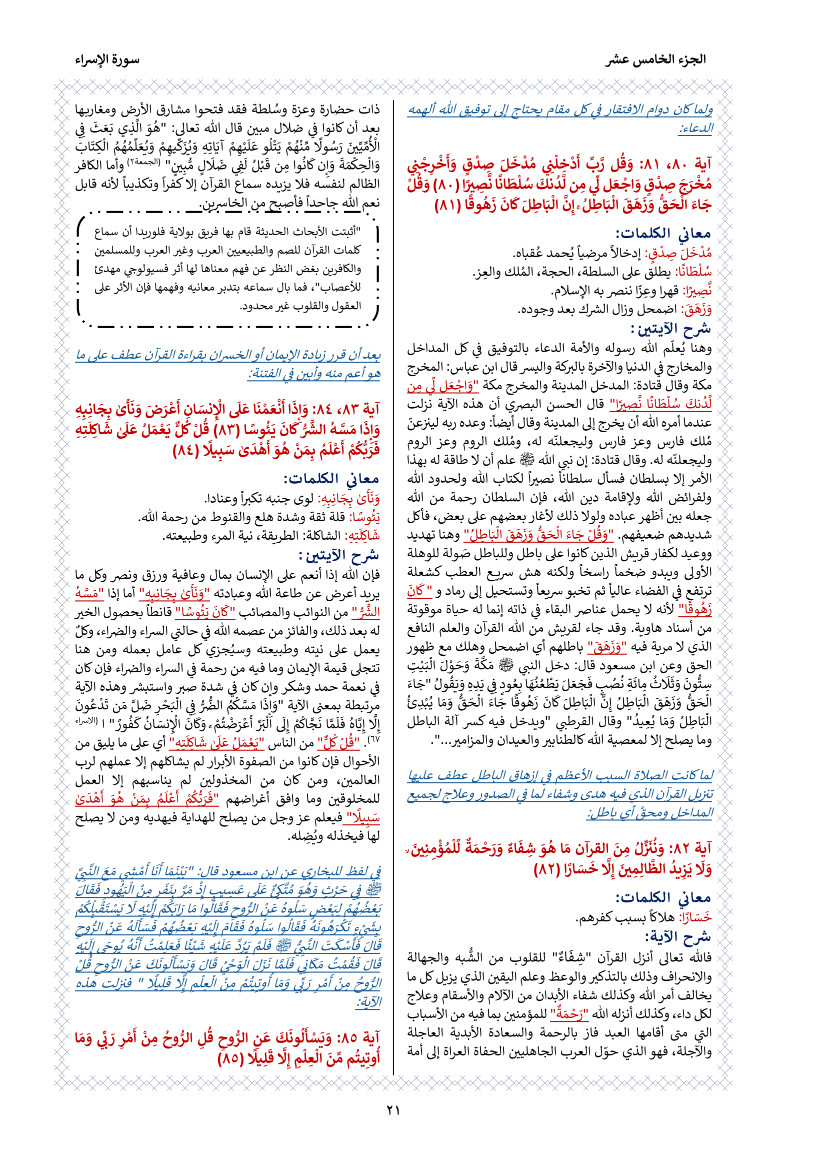 الجزء الخامس عشر
سورة الإسراء
ولما كان دوام الافتقار في كل مقام يحتاج إلى توفيق الله ألهمه
الدعاء:
آية ٨٠، ٨١: وَقُل رَّبِّ أَدْخِلْنِي مُدْخَلَ صِدْقٍ وَأَخْرِجْنِي
مُخْرَجَ صِدْقٍ وَاجْعَل لِّي مِن لَّدُنكَ سُلْطَانًا نَّصِيرًا (٨٠) وَقُلْ
جَاءَ الْحَقُّ وَزَهَقَ الْبَاطِلُ ۚ إِنَّ الْبَاطِلَ كَانَ زَهُوقًا (٨١)
معاني الكلمات:
مُدْخَلَ صِدْقٍ: إدخالاً مرضياً يُحمد عُقباه.
سُلْطَانًا: يطلق على السلطة، الحجة، المُلك والعِز.
نَّصِيرًا: قهرا وعِزًا ننصر به الإسلام.
وَزَهَقَ: اضمحل وزال الشرك بعد وجوده.
شرح الآيتين:
وهنا يُعلّم الله رسوله والأمة الدعاء بالتوفيق في كل المداخل
والمخارج في الدنيا والآخرة بالبركة واليسر قال ابن عباس: المخرج
مكة وقال قتادة: المدخل المدينة والمخرج مكة "وَاجْعَل لِّي مِن
لَّدُنكَ سُلْطَانًا نَّصِيرًا" قال الحسن البصري أن هذه الآية نزلت
عندما أمره الله أن يخرج إلى المدينة وقال أيضاً: وعده ربه لينزعنّ
مُلك فارس وعز فارس وليجعلنّه له، ومُلك الروم وعز الروم
وليجعلنّه له. وقال قتادة: إن نبي الله ﷺ علم أن لا طاقة له بهذا
الأمر إلا بسلطان فسأل سلطاناً نصيراً لكتاب الله ولحدود الله
ولفرائض الله ولإقامة دين الله، فإن السلطان رحمة من الله
جعله بين أظهر عباده ولولا ذلك لأغار بعضهم على بعض، فأكل
شديدهم ضعيفهم. "وَقُلْ جَاءَ الْحَقُّ وَزَهَقَ الْبَاطِلُ" وهنا تهديد
ووعيد لكفار قريش الذين كانوا على باطل وللباطل صَولة للوهلة
الأولى ويبدو ضخماً راسخاً ولكنه هش سريع العطب كشعلة
ترتفع في الفضاء عالياً ثم تخبو سريعاً وتستحيل إلى رماد و "كَانَ
زَهُوقًا" لأنه لا يحمل عناصر البقاء في ذاته إنما له حياة موقوتة
من أسناد هاوية. وقد جاء لقريش من الله القرآن والعلم النافع
الذي لا مرية فيه "وَزَهَقَ" باطلهم أي اضمحل وهلك مع ظهور
الحق وعن ابن مسعود قال: دخل النبي ﷺ مَكَّةَ وَحَوْلَ الْبَيْتِ
سِتُّونَ وَثَلَاثُ مِائَةِ نُصُبٍ فَجَعَلَ يَطْعُنُهَا بِعُودٍ فِي يَدِهِ وَيَقُولُ "جَاءَ
الْحَقُّ وَزَهَقَ الْبَاطِلُ إِنَّ الْبَاطِلَ كَانَ زَهُوقًا جَاءَ الْحَقُّ وَمَا يُبْدِئُ
الْبَاطِلُ وَمَا يُعِيدُ" وقال القرطبي "ويدخل فيه كسر آلة الباطل
وما يصلح إلا لمعصية الله كالطنابير والعيدان والمزامير...".
لما كانت الصلاة السبب الأعظم في إزهاق الباطل عطف عليها
تنزيل القرآن الذي فيه هدى وشفاء لما في الصدور وعلاج لجميع
المداخل ومحقٌ أي باطل:
آية ٨٢: وَنُنَزِّلُ مِنَ القرآن مَا هُوَ شِفَاءٌ وَرَحْمَةٌ لِّلْمُؤْمِنِينَ ۙ
وَلَا يَزِيدُ الظَّالِمِينَ إِلَّا خَسَارًا (٨٢)
معاني الكلمات:
خَسَارًا: هلاكاً بسبب كفرهم.
شرح الآية:
فالله تعالى أنزل القرآن "شِفَاءٌ" للقلوب من الشُّبه والجهالة
والانحراف وذلك بالتذكير والوعظ وعلم اليقين الذي يزيل كل ما
يخالف أمر الله وكذلك شفاء الأبدان من الآلام والأسقام وعلاج
لكل داء، وكذلك أنزله الله "رَحْمَةٌ" للمؤمنين بما فيه من الأسباب
التي متى أقامها العبد فاز بالرحمة والسعادة الأبدية العاجلة
والآجلة، فهو الذي حوّل العرب الجاهليين الحفاة العراة إلى أمة
ذات حضارة وعزة وسُلطة فقد فتحوا مشارق الأرض ومغاربها
بعد أن كانوا في ضلال مبين قال الله تعالى: "هُوَ الَّذِي بَعَثَ فِي
الْأُمِّيِّينَ رَسُولًا مِّنْهُمْ يَتْلُو عَلَيْهِمْ آيَاتِهِ وَيُزَكِّيهِمْ وَيُعَلِّمُهُمُ الْكِتَابَ
وَالْحِكْمَةَ وَإِن كَانُوا مِن قَبْلُ لَفِي ضَلَالٍ مُّبِينٍ" (الجمعة٢) وأما الكافر
الظالم لنفسه فلا يزيده سماع القرآن إلا كفراً وتكذيباً لأنه قابل
نعم الله جاحداً فأصبح من الخاسرين.
"أثبتت الأبحاث الحديثة قام بها فريق بولاية فلوريدا أن سماع
كلمات القرآن للصم والطبيعيين العرب وغير العرب وللمسلمين
والكافرين بغض النظر عن فهم معناها لها أثر فسيولوجي مهدئ
للأعصاب"، فما بال سماعه بتدبر معانيه وفهمها فإن الأثر على
العقول والقلوب غير محدود.
بعد أن قرر زيادة الإيمان أو الخسران بقراءة القرآن عطف على ما
هو أعم منه وأبين في الفتنة:
آية ٨٣، ٨٤: وَإِذَا أَنْعَمْنَا عَلَى الْإِنسَانِ أَعْرَضَ وَنَأَىٰ بِجَانِبِهِ
وَإِذَا مَسَّهُ الشَّرُّ كَانَ يَئُوسًا (٨٣) قُلْ كُلٌّ يَعْمَلُ عَلَىٰ شَاكِلَتِهِ
فَرَبُّكُمْ أَعْلَمُ بِمَنْ هُوَ أَهْدَىٰ سَبِيلًا (٨٤)
معاني الكلمات:
وَنَأَىٰ بِجَانِبِهِ: لوى جنبه تكبراً وعنادا.
يَئُوسًا: قلة ثقة وشدة هلع والقنوط من رحمة الله.
شَاكِلَتِهِ: الشاكلة: الطريقة، نية المرء وطبيعته.
شرح الآيتين:
فإن الله إذا أنعم على الإنسان بمال وعافية ورزق ونصر وكل ما
يريد أعرض عن طاعة الله وعبادته "وَنَأَىٰ بِجَانِبِهِ" أما إذا "مَسَّهُ
الشَّرُّ" من النوائب والمصائب "كَانَ يَئُوسًا" قانطاً بحصول الخير
له بعد ذلك، والفائز من عصمه الله في حالتي السراء والضراء، وكلٌ
يعمل على نيته وطبيعته وسيُجزي كل عامل بعمله ومن هنا
تتجلى قيمة الإيمان وما فيه من رحمة في السراء والضراء فإن كان
في نعمة حمد وشكر وإن كان في شدة صبر واستبشر وهذه الآية
مرتبطة بمعنى الآية "وَإِذَا مَسَّكُمُ الضُّرُّ فِي الْبَحْرِ ضَلَّ مَن تَدْعُونَ
إِلَّا إِيَّاهُ فَلَمَّا نَجَّاكُمْ إِلَى الْبَرِّ أَعْرَضْتُمْ ۚ وَكَانَ الْإِنسَانُ كَفُورًا" ا (الاسراء
٦٧). "قُلْ كُلٌّ" من الناس "يَعْمَلُ عَلَىٰ شَاكِلَتِهِ" أي على ما يليق من
الأحوال فإن كانوا من الصفوة الأبرار لم يشاكلهم إلا عملهم لرب
العالمين، ومن كان من المخذولين لم يناسبهم إلا العمل
للمخلوقين وما وافق أغراضهم "فَرَبُّكُمْ أَعْلَمُ بِمَنْ هُوَ أَهْدَىٰ
سَبِيلًا" فيعلم عز وجل من يصلح للهداية فيهديه ومن لا يصلح
لها فيخذله ويُضِله.
في لفظ للبخاري عن ابن مسعود قال: "بَيْنَمَا أَنَا أَمْشِي مَعَ النَّبِيِّ
ﷺ فِي حَرْثٍ وَهُوَ مُتَّكِئٌ عَلَى عَسِيبٍ إِذْ مَرَّ بِنَفَرٍ مِنْ الْيَهُودِ فَقَالَ
بَعْضُهُمْ لِبَعْضٍ سَلُوهُ عَنْ الرُّوحِ فَقَالُوا مَا رَابَكُمْ إِلَيْهِ لَا يَسْتَقْبِلُكُمْ
بِشَيْءٍ تَكْرَهُونَهُ فَقَالُوا سَلُوهُ فَقَامَ إِلَيْهِ بَعْضُهُمْ فَسَأَلَهُ عَنْ الرُّوحِ
قَالَ فَأَسْكَتَ النَّبِيُّ ﷺ فَلَمْ يَرُدَّ عَلَيْهِ شَيْئًا فَعَلِمْتُ أَنَّهُ يُوحَى إِلَيْهِ
قَالَ فَقُمْتُ مَكَانِي فَلَمَّا نَزَلَ الْوَحْيُ قَالَ وَيَسْأَلُونَكَ عَنِ الرُّوحِ قُلْ
الرُّوحُ مِنْ أَمْرِ رَبِّي وَمَا أُوتِيتُمْ مِنْ الْعِلْمِ إِلَّا قَلِيلًا " فنزلت هذه
الآية:
آية ٨٥: وَيَسْأَلُونَكَ عَنِ الرُّوحِ قُلِ الرُّوحُ مِنْ أَمْرِ رَبِّي وَمَا
أُوتِيتُم مِّنَ الْعِلْمِ إِلَّا قَلِيلًا (٨٥)
٢١